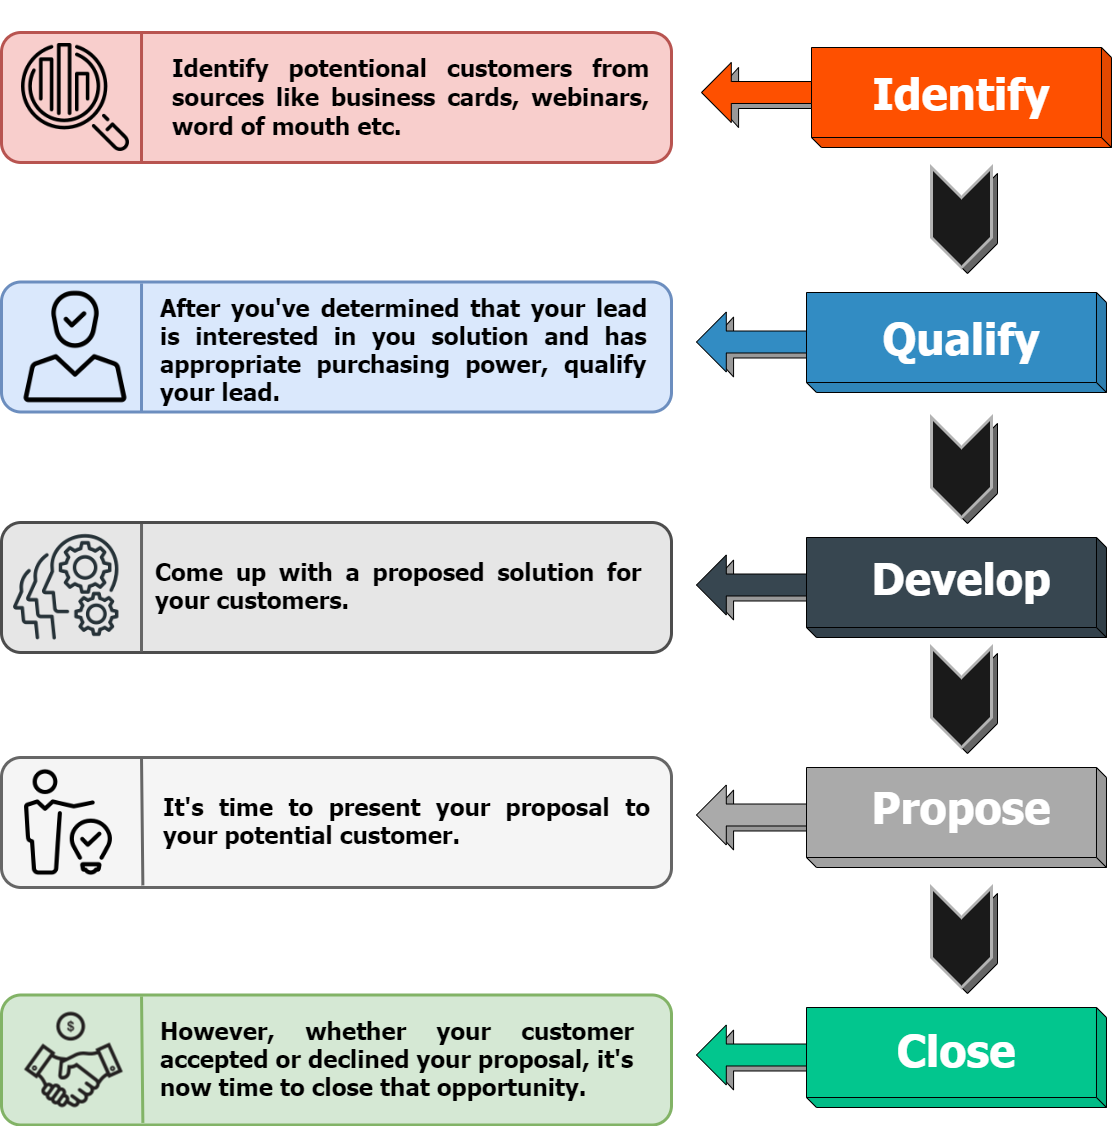 Identify potentional customers from
sources like business cards, webinars,
word of mouth etc.
Identify
After you've determined that your lead
is interested in you solution and has
appropriate purchasing power, qualify
your lead.
Qualify
Come up with a proposed solution for
your customers.
Develop
It's time to present your proposal to
your potential customer.
Propose
$
However, whether your customer
accepted or declined your proposal, it's
now time to close that opportunity.
Close